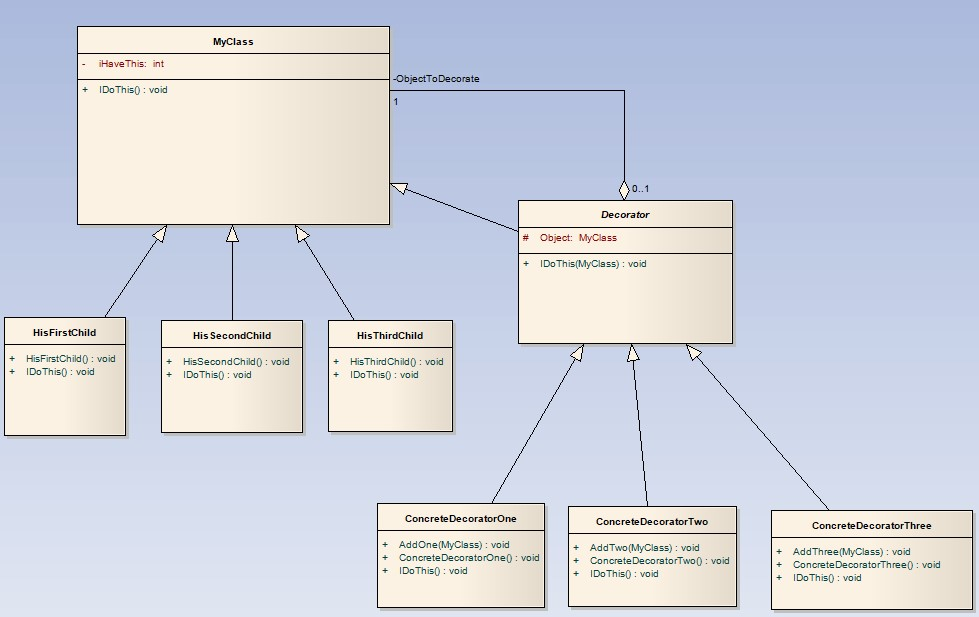 MyClass
- iHaveThis: int
+ IDoThis() : void
-ObjectToDecorate
1
0..1
Decorator
# Object: MyClass
+ IDoThis(MyClass) : void
HisFirstChild
+ HisFirstChild() : void
+ IDoThis() : void
HisSecondChild
+ HisSecondChild() : void
+ IDoThis() : void
HisThirdChild
+ HisThirdChild() : void
+ IDoThis() : void
ConcreteDecoratorOne
+ AddOne(MyClass) : void
+ ConcreteDecoratorOne() : void
+ IDoThis() : void
ConcreteDecoratorTwo
+ AddTwo(MyClass) : void
+ ConcreteDecoratorTwo() : void
+ IDoThis() : void
ConcreteDecoratorThree
+ AddThree(MyClass) : void
+ ConcreteDecoratorThree() : void
+ IDoThis() : void